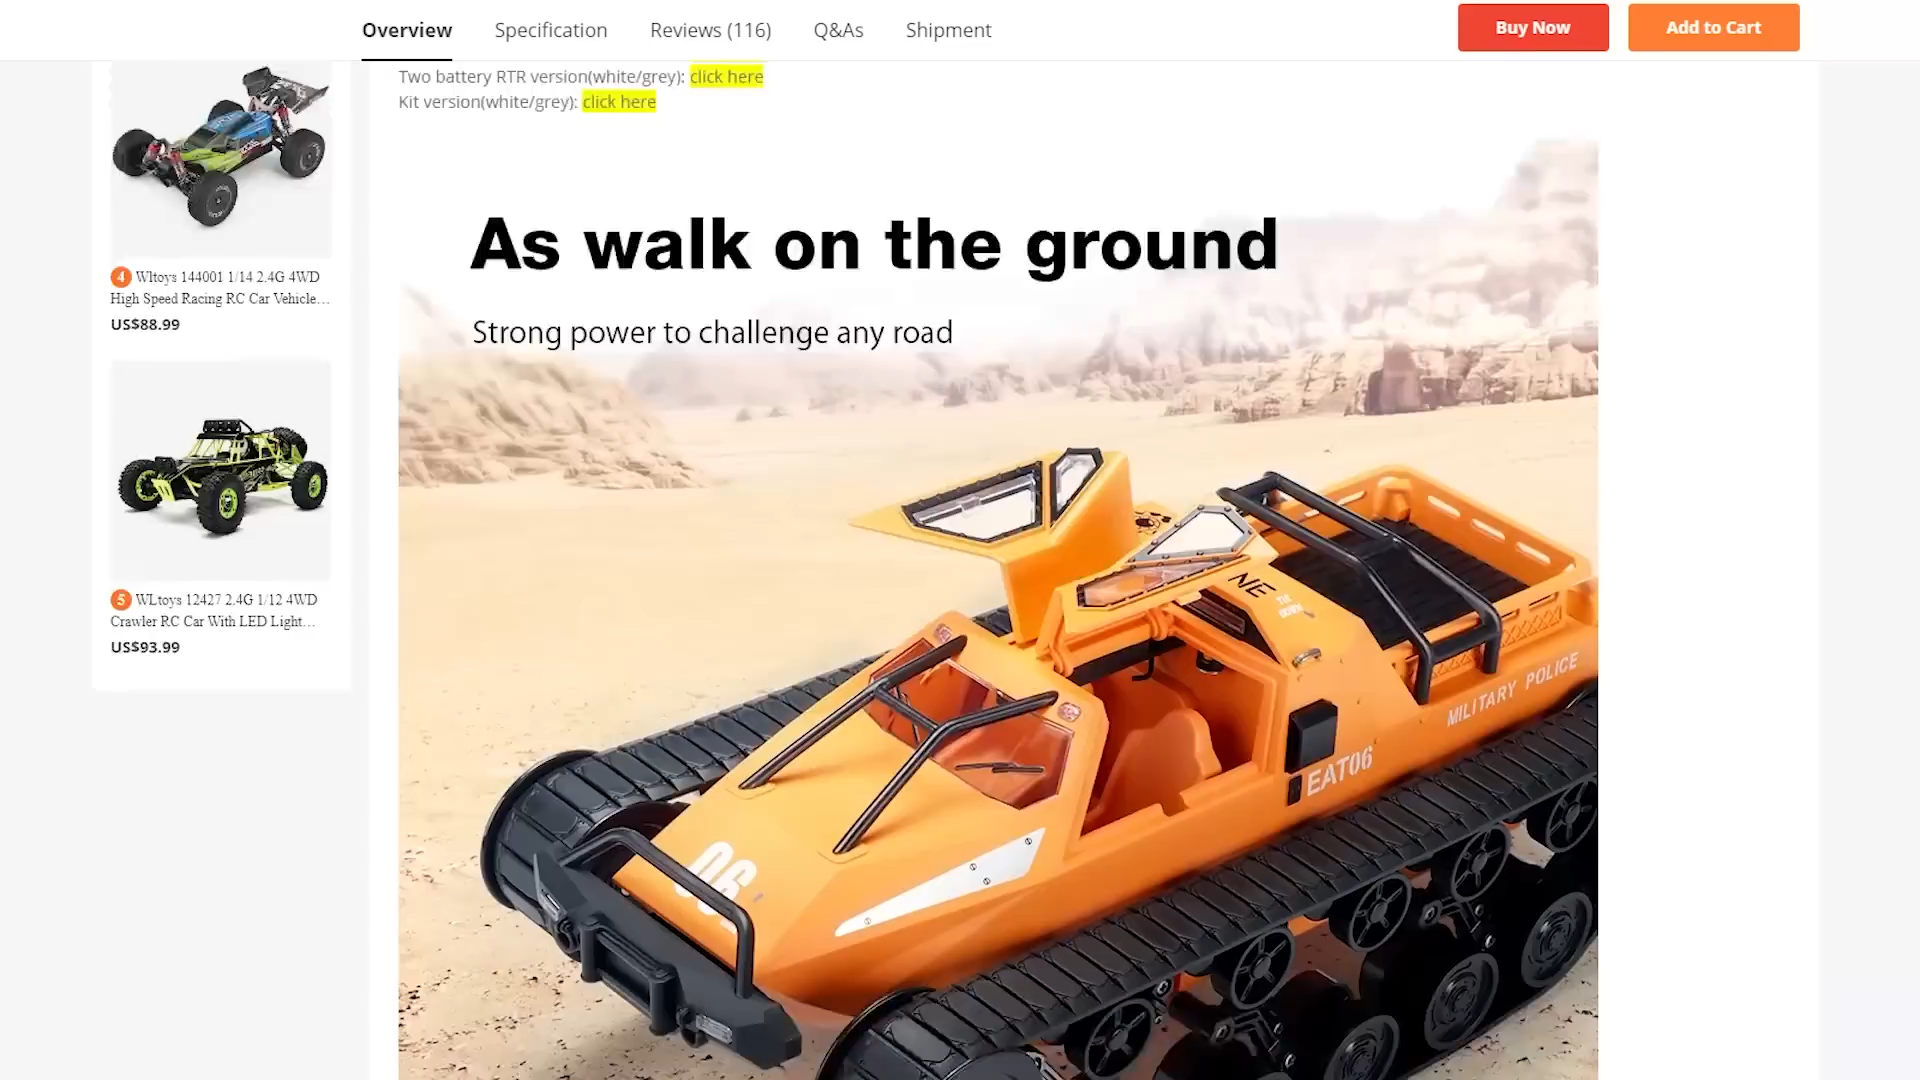 Overview
Specification
Reviews (116)
Q&As
Shipment
Buy Now
Add to Cart
Two battery RTR version(white/grey): click here
Kit version(white/grey): click here
4 Wltoys 144001 1/14 2.4G 4WD
High Speed Racing RC Car Vehicle...
US$88.99
5 WLtoys 12427 2.4G 1/12 4WD
Crawler RC Car With LED Light...
US$93.99
As walk on the ground
Strong power to challenge any road
NE
MILITARY POLICE
EAT06
06